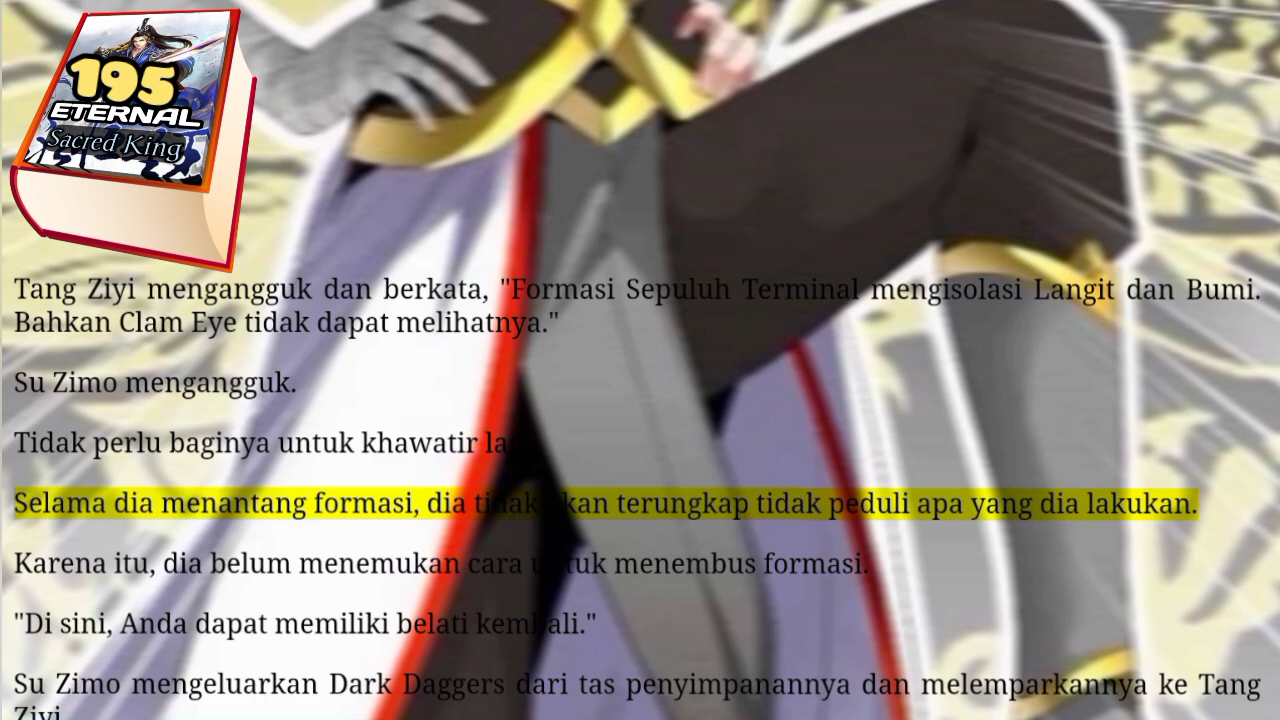 195
ETERNAL
Sacred King
Tang Ziyi mengangguk dan berkata, "Formasi Sepuluh Terminal mengisolasi Langit dan Bumi.
Bahkan Clam Eye tidak dapat melihatnya."
Su Zimo mengangguk.
Tidak perlu baginya untuk khawatir lagi.
Selama dia menantang formasi, dia tidak akan terungkap tidak peduli apa yang dia lakukan.
Karena itu, dia belum menemukan cara untuk menembus formasi.
"Di sini, Anda dapat memiliki belati kembali."
Su Zimo mengeluarkan Dark Daggers dari tas penyimpanannya dan melemparkannya ke Tang
Ziyi.